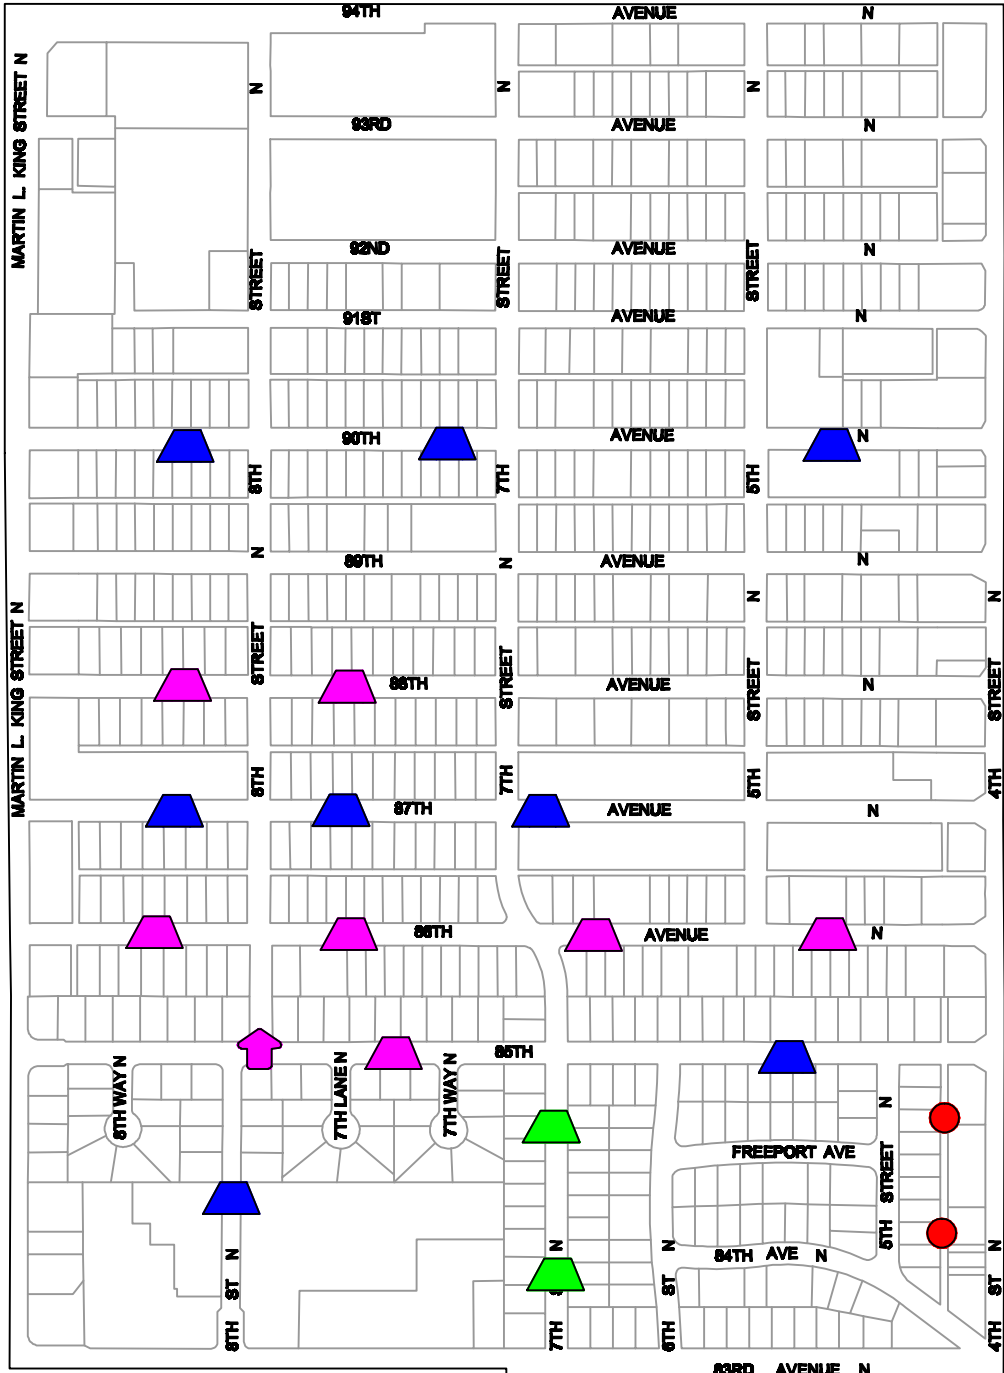 94TH AVENUE N
MARTIN L. KING STREET N
N N N
93RD AVENUE N
92ND AVENUE N
STREET STREET STREET
91ST AVENUE N
90TH AVENUE N
8TH 7TH 5TH
N N
89TH AVENUE N
N N
MARTIN L. KING STREET N
STREET STREET STREET STREET
88TH AVENUE N
8TH 7TH 5TH 4TH
87TH AVENUE N
86TH AVENUE N
85TH
8TH WAY N
7TH LANE N
7TH WAY N
FREEPORT AVE
5TH STREET N
84TH AVE N
8TH ST N
7TH N
6TH ST N
4TH ST N
83RD AVENUE N